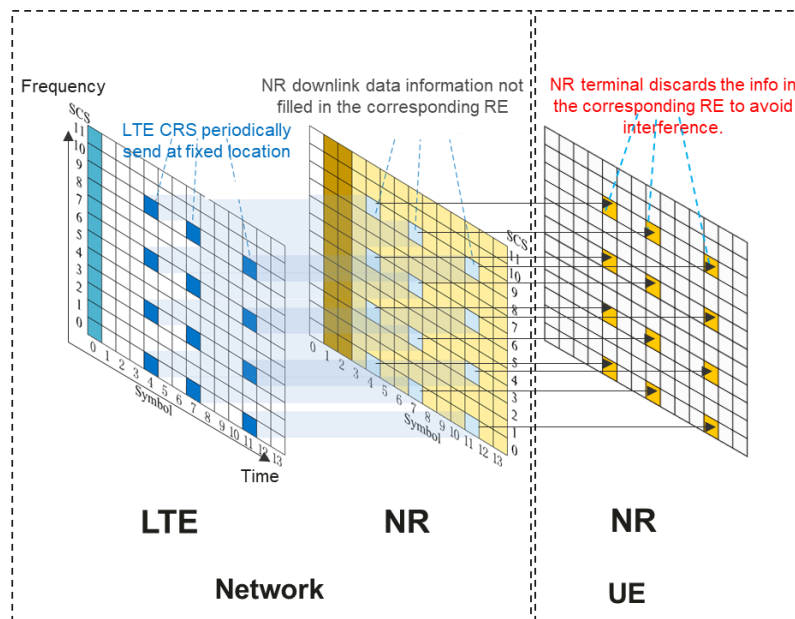 Frequency
NR downlink data information not
filled in the corresponding RE
NR terminal discards the info in
the corresponding RE to avoid
interference.
LTE CRS periodically
send at fixed location
SCS
11
10
9
8
7
6
5
4
3
2
1
0
0 1 2 3 4 5 6 7 8 9 10 11 12 13
Symbol
Time
SCS
11
10
9
8
7
6
5
4
3
2
1
0
0 1 2 3 4 5 6 7 8 9 10 11 12 13
Symbol
LTE
NR
NR
Network
UE